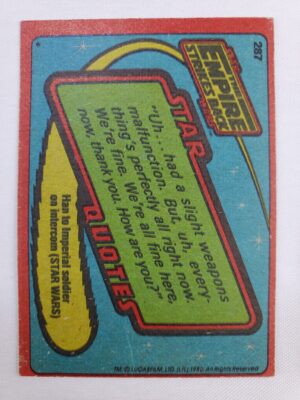 287
THE
EMPIRE
STRIKES BACK
STAR
"Uh... had a slight weapons
malfunction. But, uh, every-
thing's perfectly all right now.
We're fine. We're all fine here,
now, thank you. How are you?"
QUOTES
Han to Imperial soldier
on intercom (STAR WARS)
TM: © LUCASFILM, LTD. (LFL) 1980. All Rights Reserved